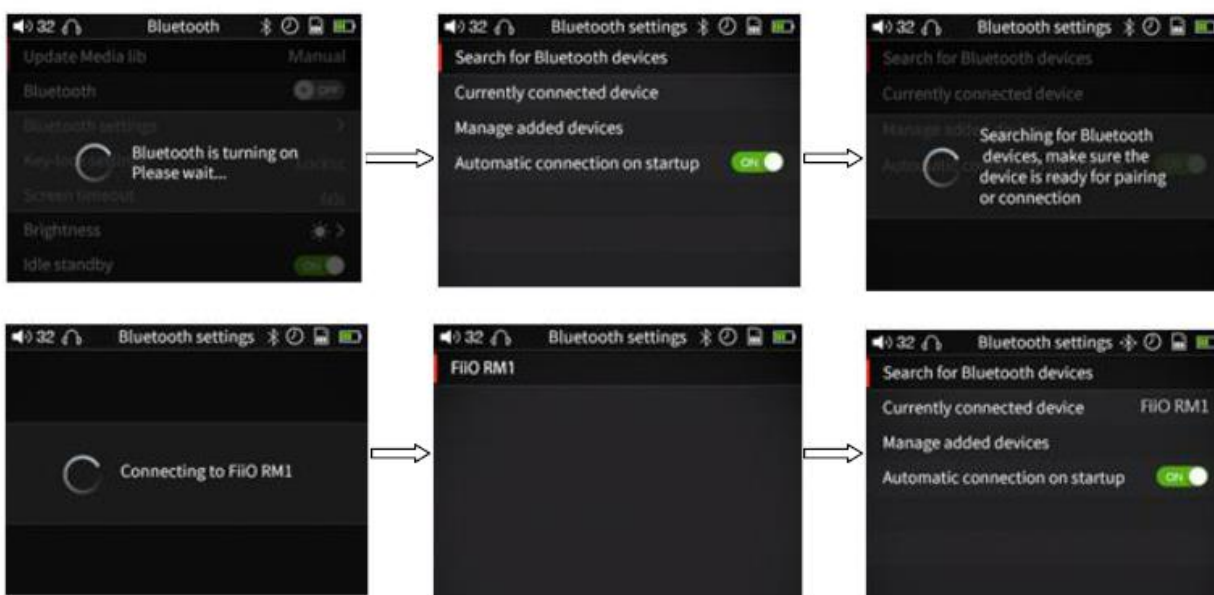 32 Bluetooth
Update Media lib Manual
Bluetooth OFF
Bluetooth settings
Bluetooth is turning on
Please wait...
Screen timeout
Brightness
Idle standby ON
32 Bluetooth settings
Search for Bluetooth devices
Currently connected device
Manage added devices
Automatic connection on startup ON
32 Bluetooth settings
Search for Bluetooth devices
Currently connected device
Manage added
Searching for Bluetooth
devices, make sure the
device is ready for pairing
or connection
32 Bluetooth settings
Connecting to FiiO RM1
32 Bluetooth settings
FiiO RM1
32 Bluetooth settings
Search for Bluetooth devices
Currently connected device FiiO RM1
Manage added devices
Automatic connection on startup ON